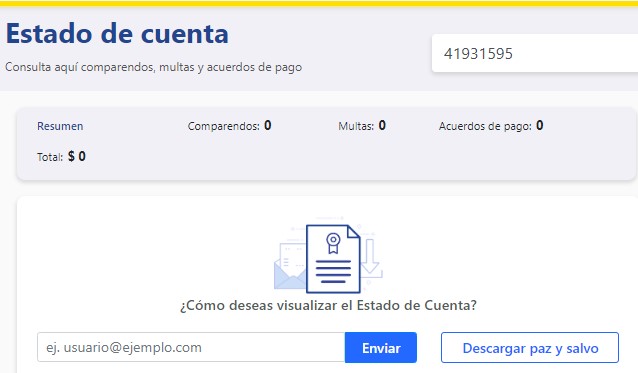 Estado de cuenta
Consulta aquí comparendos, multas y acuerdos de pago
41931595
Resumen Comparendos: 0 Multas: 0 Acuerdos de pago: 0
Total: $ 0
¿Cómo deseas visualizar el Estado de Cuenta?
ej. usuario@ejemplo.com Enviar Descargar paz y salvo